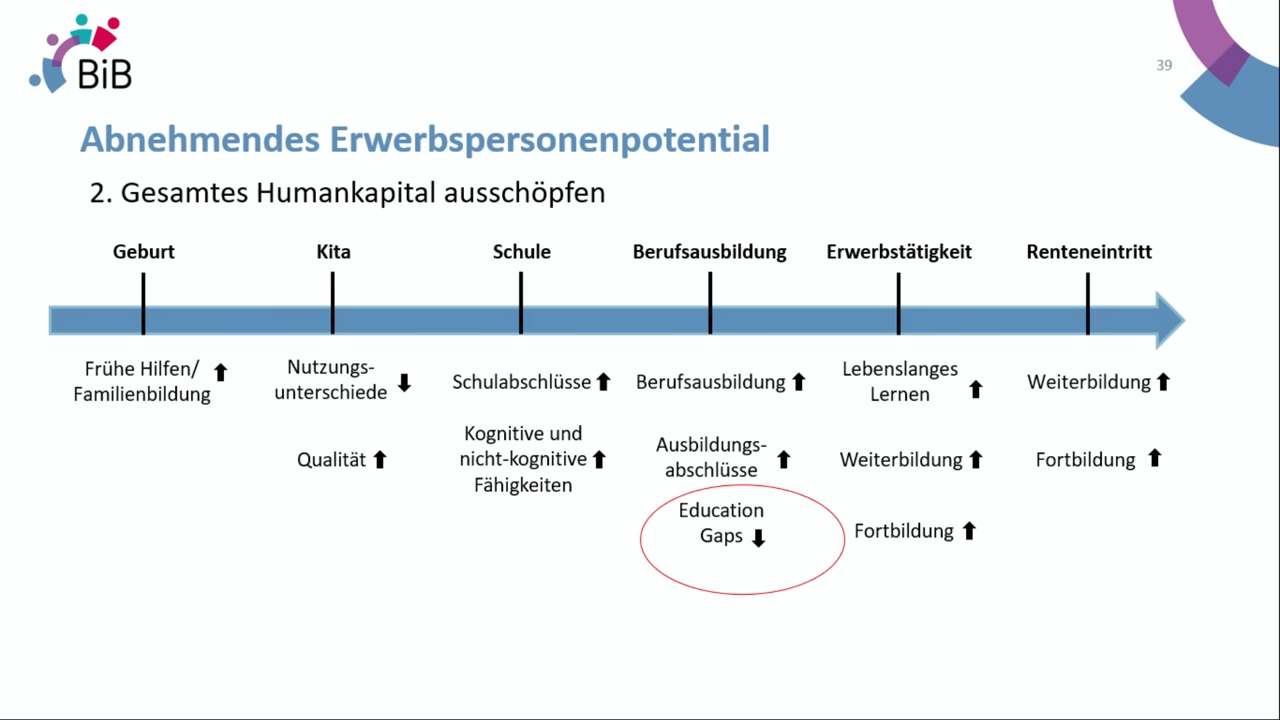 BiB
39
Abnehmendes Erwerbspersonenpotential
2. Gesamtes Humankapital ausschöpfen
Geburt
Kita
Schule
Berufsausbildung
Erwerbstätigkeit
Renteneintritt
Frühe Hilfen/
Familienbildung
Nutzungs-
unterschiede
Qualität
Schulabschlüsse
Kognitive und
nicht-kognitive
Fähigkeiten
Berufsausbildung
Ausbildungs-
abschlüsse
Education
Gaps
Lebenslanges
Lernen
Weiterbildung
Fortbildung
Weiterbildung
Fortbildung